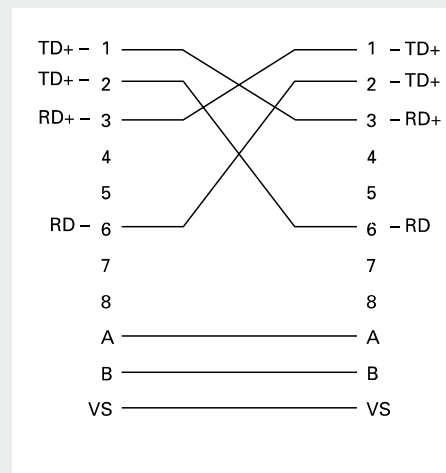 TD+ – 1 1 – TD+
TD+ – 2 2 – TD+
RD+ – 3 3 – RD+
4 4
5 5
RD – 6 6 – RD
7 7
8 8
A A
B B
VS VS